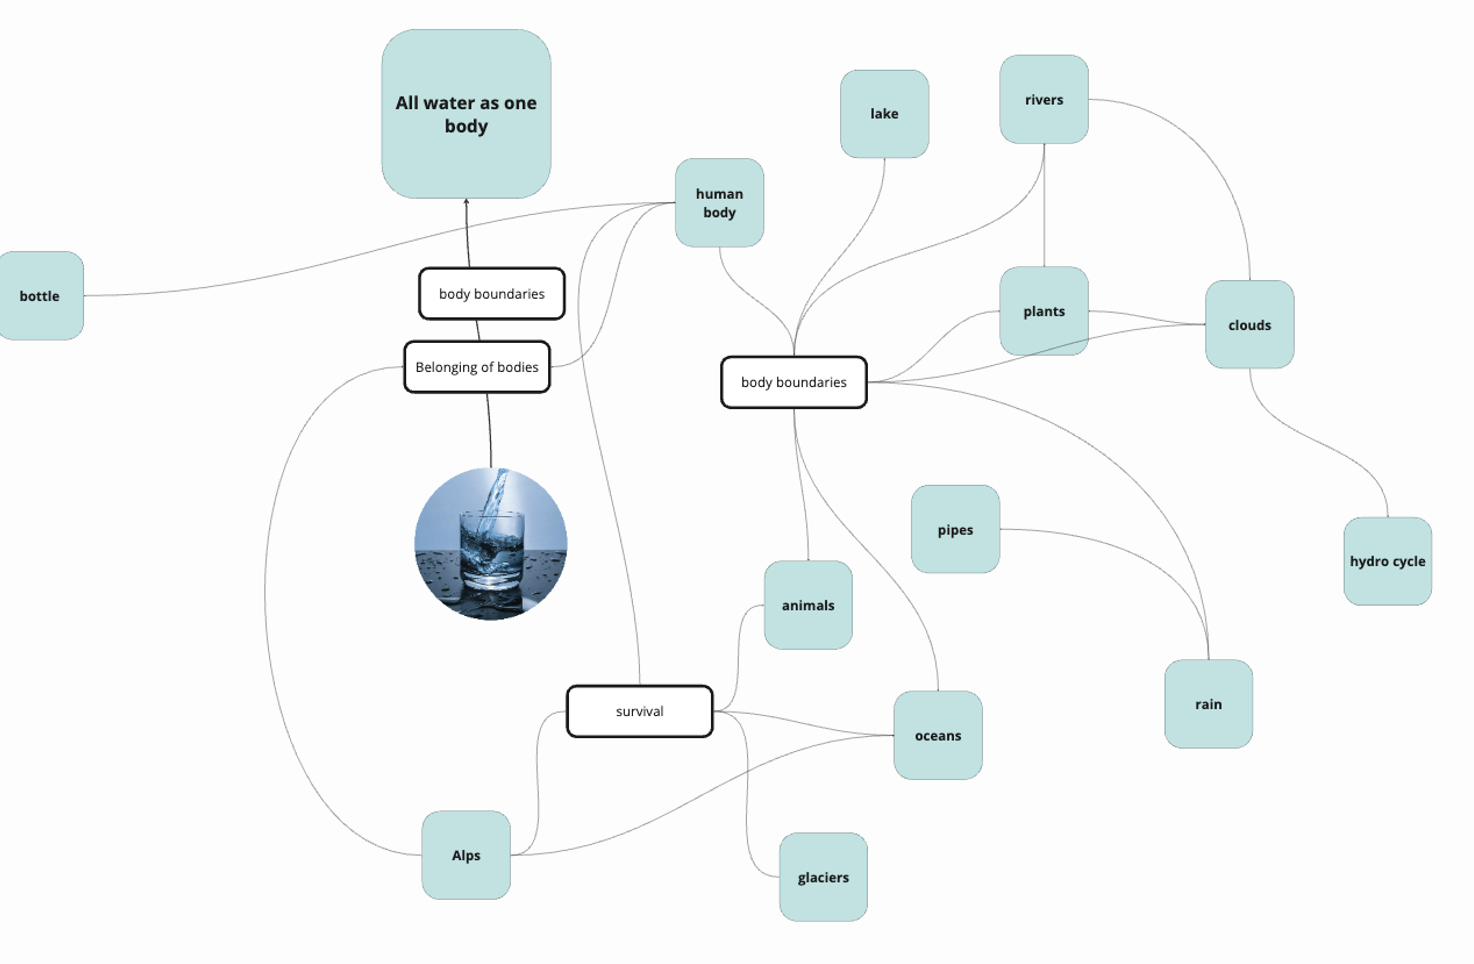 All water as one
body
lake
rivers
human
body
bottle
body boundaries
plants
clouds
Belonging of bodies
body boundaries
pipes
hydro cycle
animals
survival
rain
oceans
Alps
glaciers